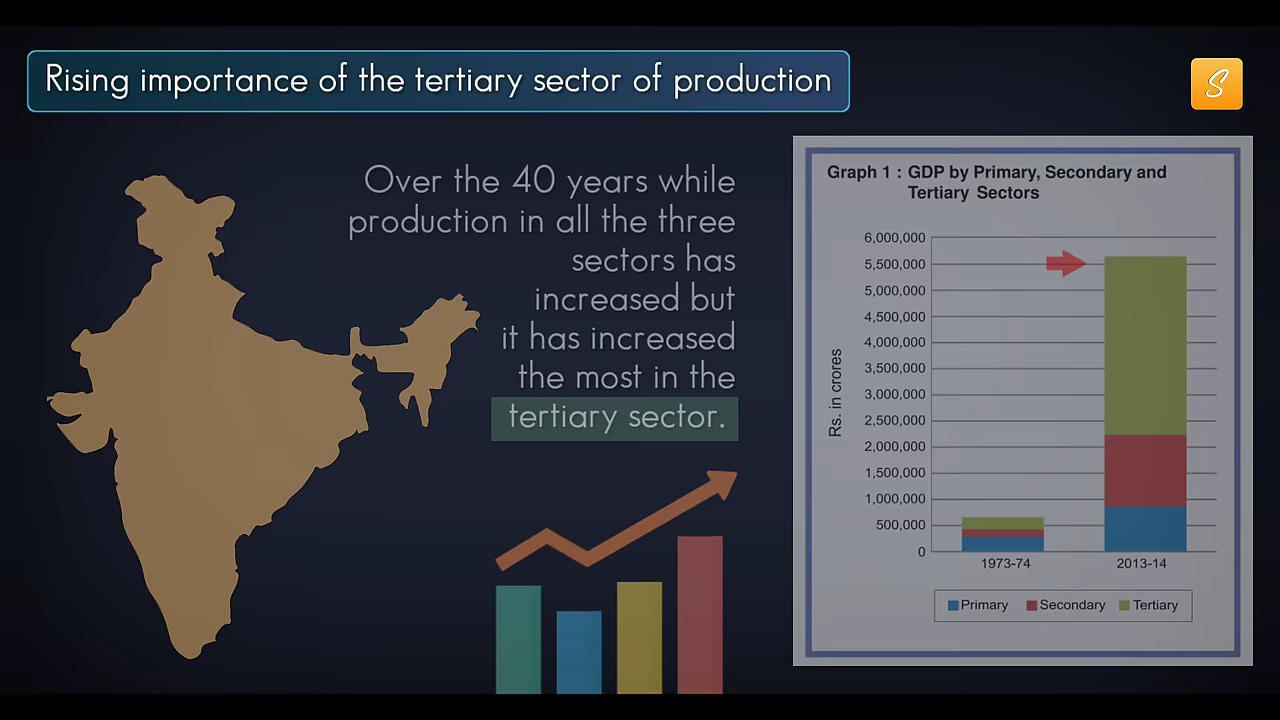 Rising importance of the tertiary sector of production
S
Over the 40 years while
production in all the three
sectors has
increased but
it has increased
the most in the
tertiary sector.
Graph 1 : GDP by Primary, Secondary and
Tertiary Sectors
Rs. in crores
6,000,000
5,500,000
5,000,000
4,500,000
4,000,000
3,500,000
3,000,000
2,500,000
2,000,000
1,500,000
1,000,000
500,000
0
1973-74 2013-14
Primary Secondary Tertiary